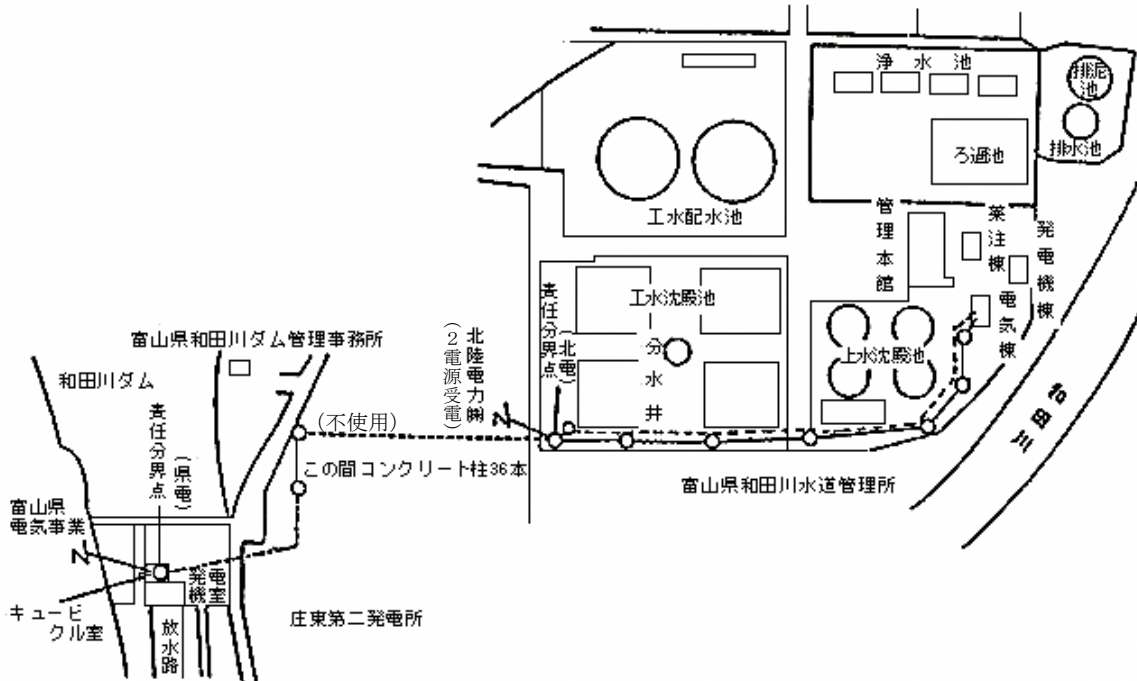 浄水池
排泥
池
排水池
ろ過池
工水配水池
管理本館
薬注棟
発電機棟
電気棟
責任分界点
(北電)
工水沈殿池
分水井
上水沈殿池
北陸電力㈱
(2電源受電)
富山県和田川ダム管理事務所
和田川ダム
責任分界点
(県電)
(不使用)
この間コンクリート柱36本
富山県和田川水道管理所
和田川
富山県
電気事業
発電
機室
キュービ
クル室
放水路
庄東第二発電所